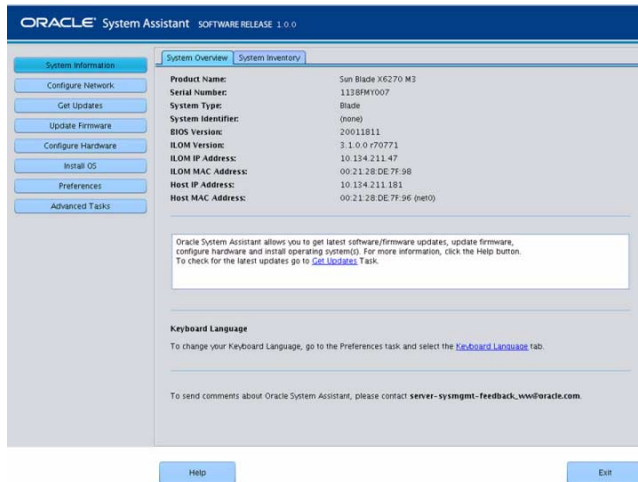 ORACLE® System Assistant SOFTWARE RELEASE 1.0.0
System Information
Configure Network
Get Updates
Update Firmware
Configure Hardware
Install OS
Preferences
Advanced Tasks
System Overview
System Inventory
Product Name: Sun Blade X6270 M3
Serial Number: 1138FMY007
System Type: Blade
System Identifier: (none)
BIOS Version: 20011811
ILOM Version: 3.1.0.0 r70771
ILOM IP Address: 10.134.211.47
ILOM MAC Address: 00:21:28:DE:7F:98
Host IP Address: 10.134.211.181
Host MAC Address: 00:21:28:DE:7F:96 (net0)
Oracle System Assistant allows you to get latest software/firmware updates, update firmware,
configure hardware and install operating system(s). For more information, click the Help button.
To check for the latest updates go to Get Updates Task.
Keyboard Language
To change your Keyboard Language, go to the Preferences task and select the Keyboard Language tab.
To send comments about Oracle System Assistant, please contact server-sysmgmt-feedback_ww@oracle.com.
Help
Exit